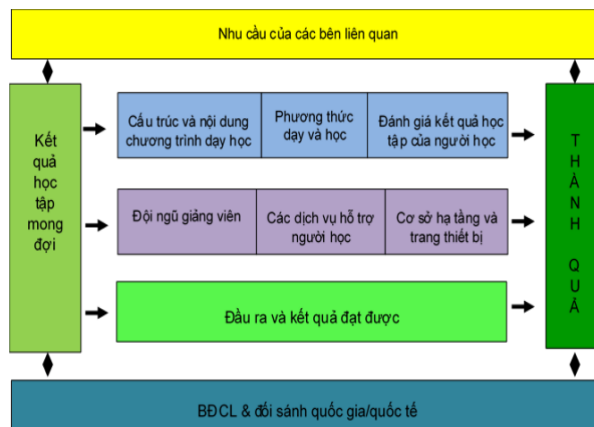 Nhu cầu của các bên liên quan
Kết
quả
học
tập
mong
đợi
Cấu trúc và nội dung
chương trình dạy học
Phương thức
dạy và học
Đánh giá kết quả học
tập của người học
Đội ngũ giảng viên
Các dịch vụ hỗ trợ
người học
Cơ sở hạ tầng và
trang thiết bị
Đầu ra và kết quả đạt được
T
H
À
N
H
Q
U
Ả
BĐCL & đối sánh quốc gia/quốc tế